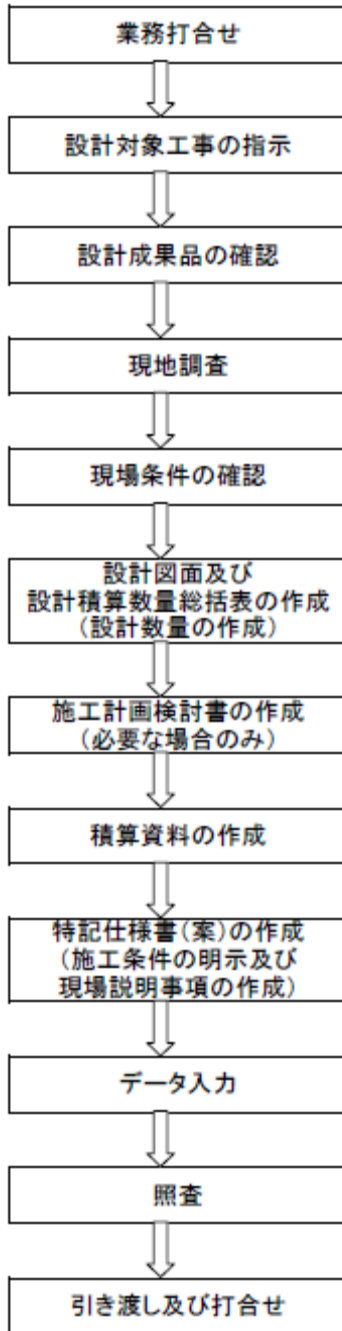 業務打合せ
設計対象工事の指示
設計成果品の確認
現地調査
現場条件の確認
設計図面及び
設計積算数量総括表の作成
(設計数量の作成)
施工計画検討書の作成
(必要な場合のみ)
積算資料の作成
特記仕様書(案)の作成
(施工条件の明示及び
現場説明事項の作成)
データ入力
照査
引き渡し及び打合せ